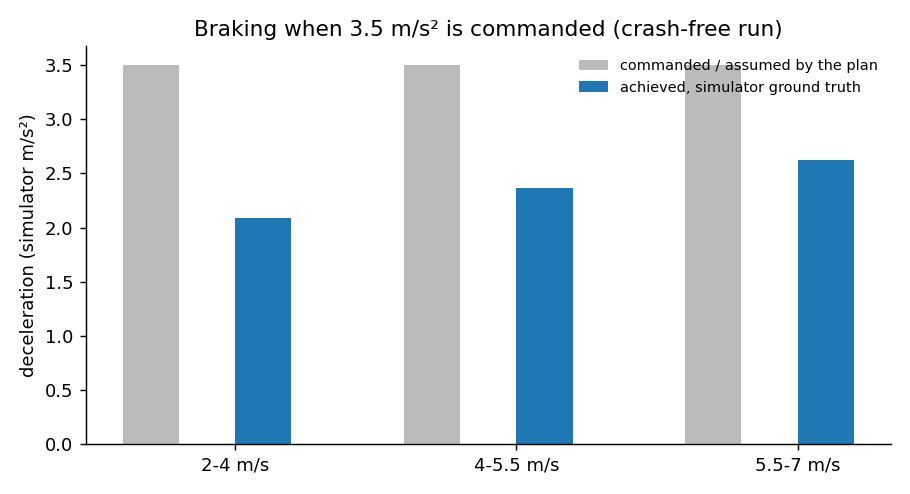 Braking when 3.5 m/s² is commanded (crash-free run)
commanded / assumed by the plan
achieved, simulator ground truth
deceleration (simulator m/s²)
3.5
3.0
2.5
2.0
1.5
1.0
0.5
0.0
2-4 m/s
4-5.5 m/s
5.5-7 m/s